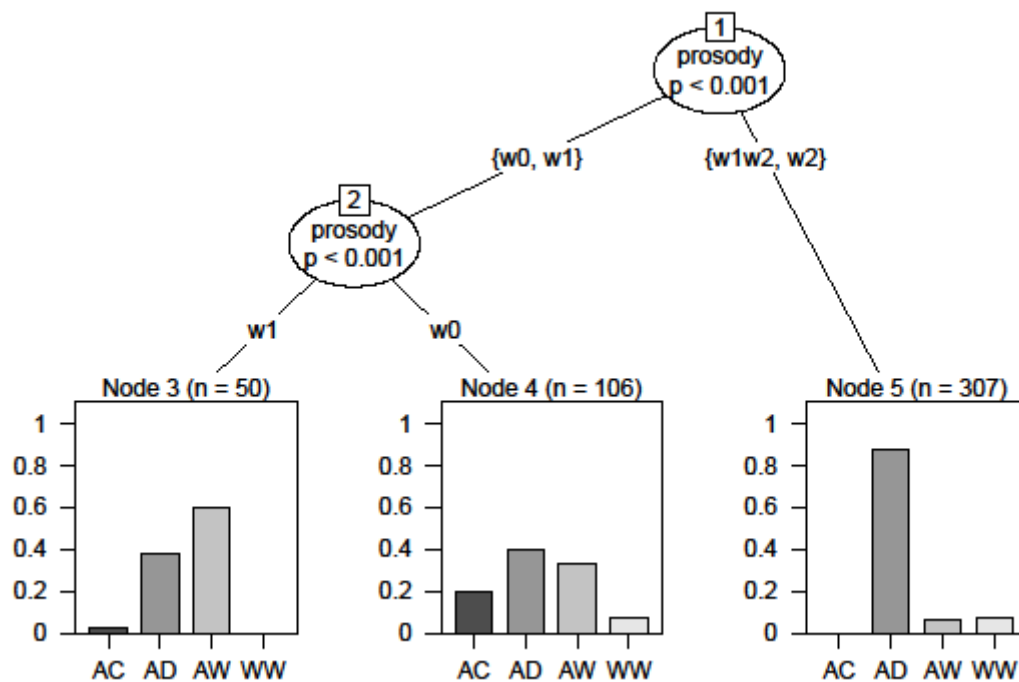 1
prosody
p < 0.001
{w0, w1}
{w1w2, w2}
2
prosody
p < 0.001
w1
w0
Node 3 (n = 50)
1
0.8
0.6
0.4
0.2
0
AC AD AW WW
Node 4 (n = 106)
1
0.8
0.6
0.4
0.2
0
AC AD AW WW
Node 5 (n = 307)
1
0.8
0.6
0.4
0.2
0
AC AD AW WW